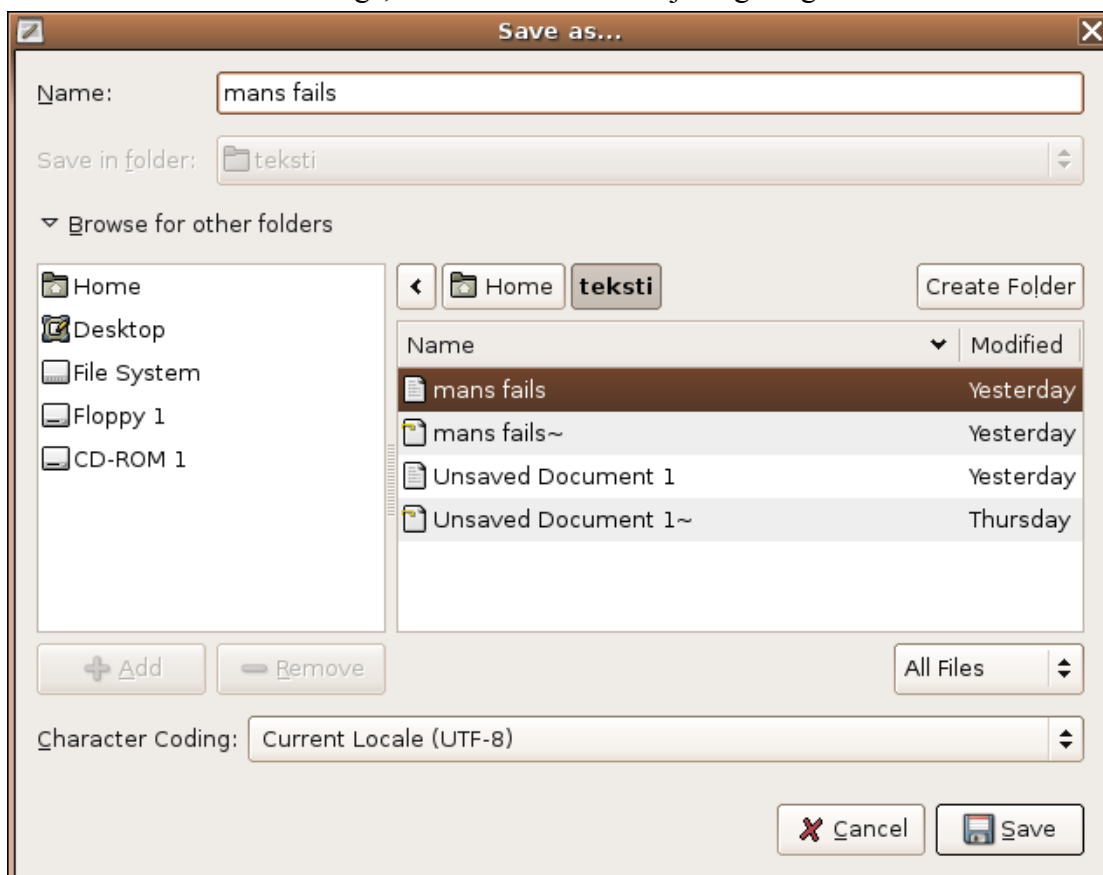 Save as...
Name: mans fails
Save in folder: teksti
Browse for other folders
Home
Desktop
File System
Floppy 1
CD-ROM 1
Home teksti Create Folder
Name Modified
mans fails Yesterday
mans fails~ Yesterday
Unsaved Document 1 Yesterday
Unsaved Document 1~ Thursday
Add Remove All Files
Character Coding: Current Locale (UTF-8)
Cancel Save